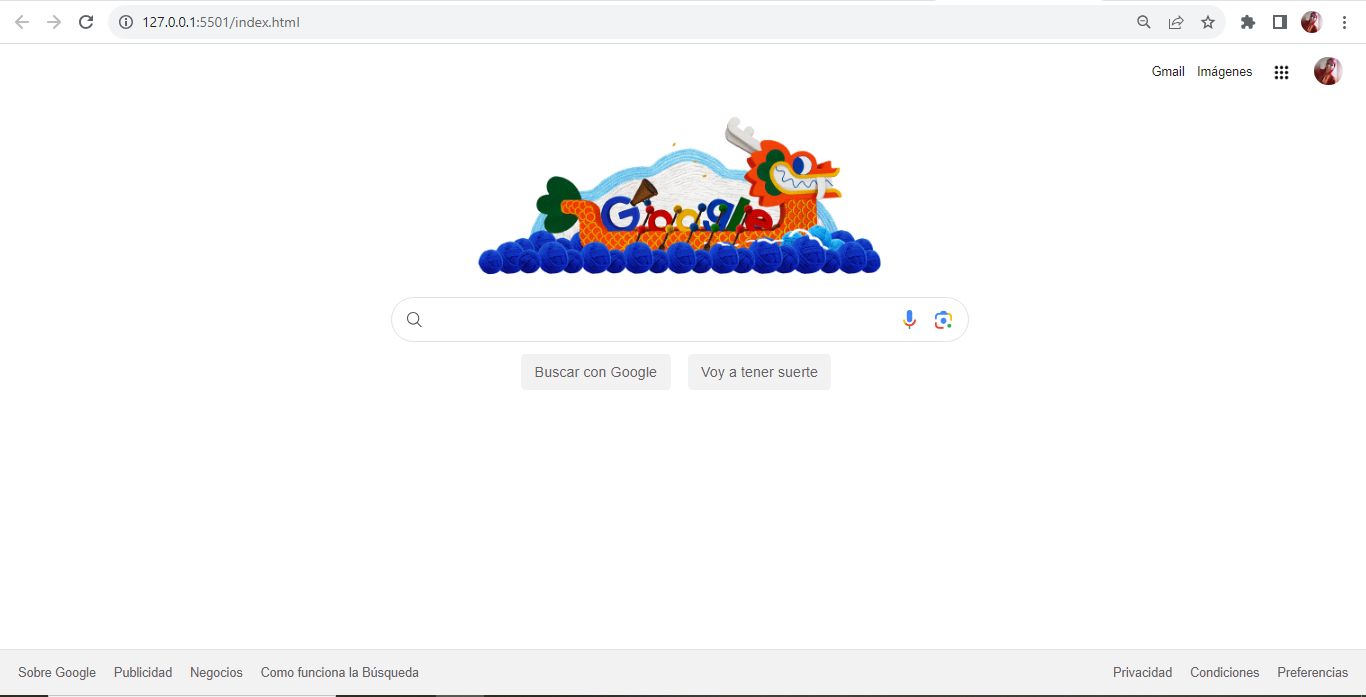 127.0.0.1:5501/index.html
Gmail Imágenes
Google
Buscar con Google Voy a tener suerte
Sobre Google Publicidad Negocios Como funciona la Búsqueda Privacidad Condiciones Preferencias